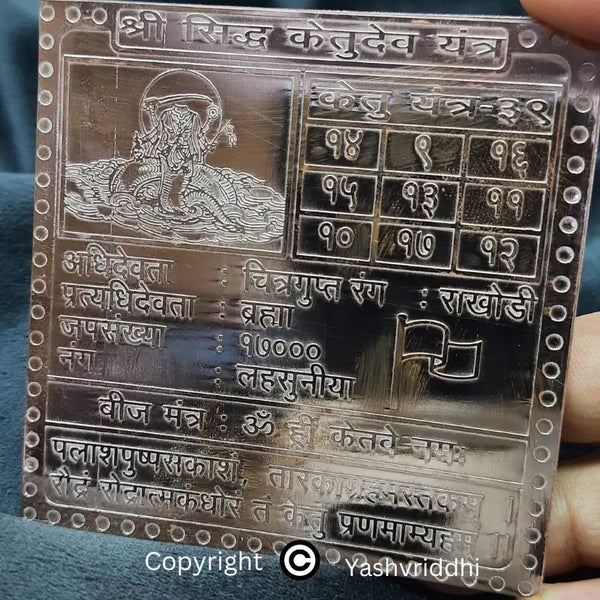 श्री सिद्ध केतुदेव यंत्र
केतु यंत्र-३९
१४ ९ १६
१५ १३ ११
१० १७ १२
अधिदेवता : चित्रगुप्त रंग : राखोडी
प्रत्यधिदेवता : ब्रह्मा
जपसंख्या : १७०००
नंग : लहसुनीया
बीज मंत्र : ॐ ह्रीं केतवे नमः
पलाशपुष्पसकाशं, तारकाग्रहमस्तकम् ।
रौद्रं रौद्रात्मकंघोरं तं केतुं प्रणमाम्यहम् ॥
Copyright © Yashvriddhi